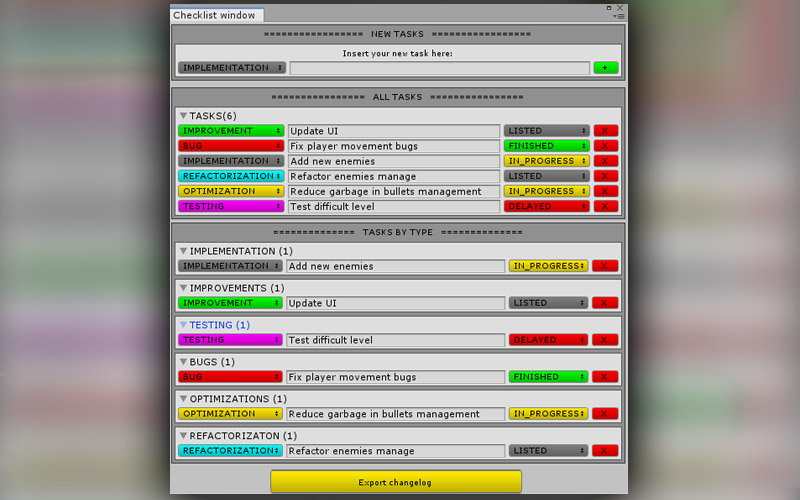 Checklist window
================= NEW TASKS =================
Insert your new task here:
IMPLEMENTATION +
================ ALL TASKS ================
TASKS(6)
IMPROVEMENT Update UI LISTED X
BUG Fix player movement bugs FINISHED X
IMPLEMENTATION Add new enemies IN_PROGRESS X
REFACTORIZATION Refactor enemies manage LISTED X
OPTIMIZATION Reduce garbage in bullets management IN_PROGRESS X
TESTING Test difficult level DELAYED X
============== TASKS BY TYPE ==============
IMPLEMENTATION (1)
IMPLEMENTATION Add new enemies IN_PROGRESS X
IMPROVEMENTS (1)
IMPROVEMENT Update UI LISTED X
TESTING (1)
TESTING Test difficult level DELAYED X
BUGS (1)
BUG Fix player movement bugs FINISHED X
OPTIMIZATIONS (1)
OPTIMIZATION Reduce garbage in bullets management IN_PROGRESS X
REFACTORIZATON (1)
REFACTORIZATION Refactor enemies manage LISTED X
Export changelog